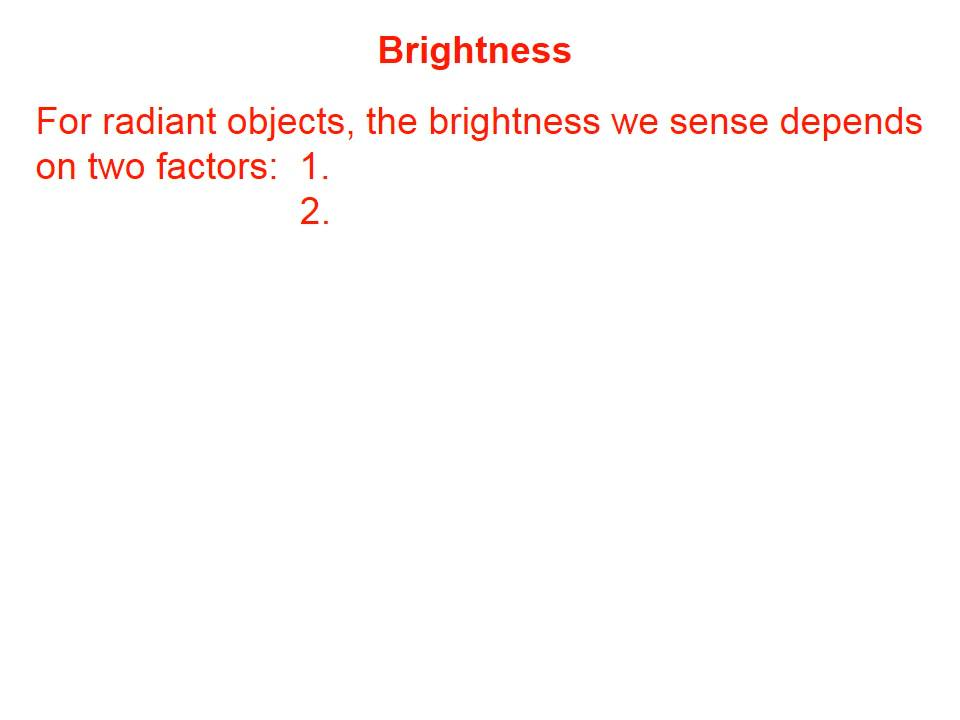 Brightness
For radiant objects, the brightness we sense depends
on two factors: 1.
2.